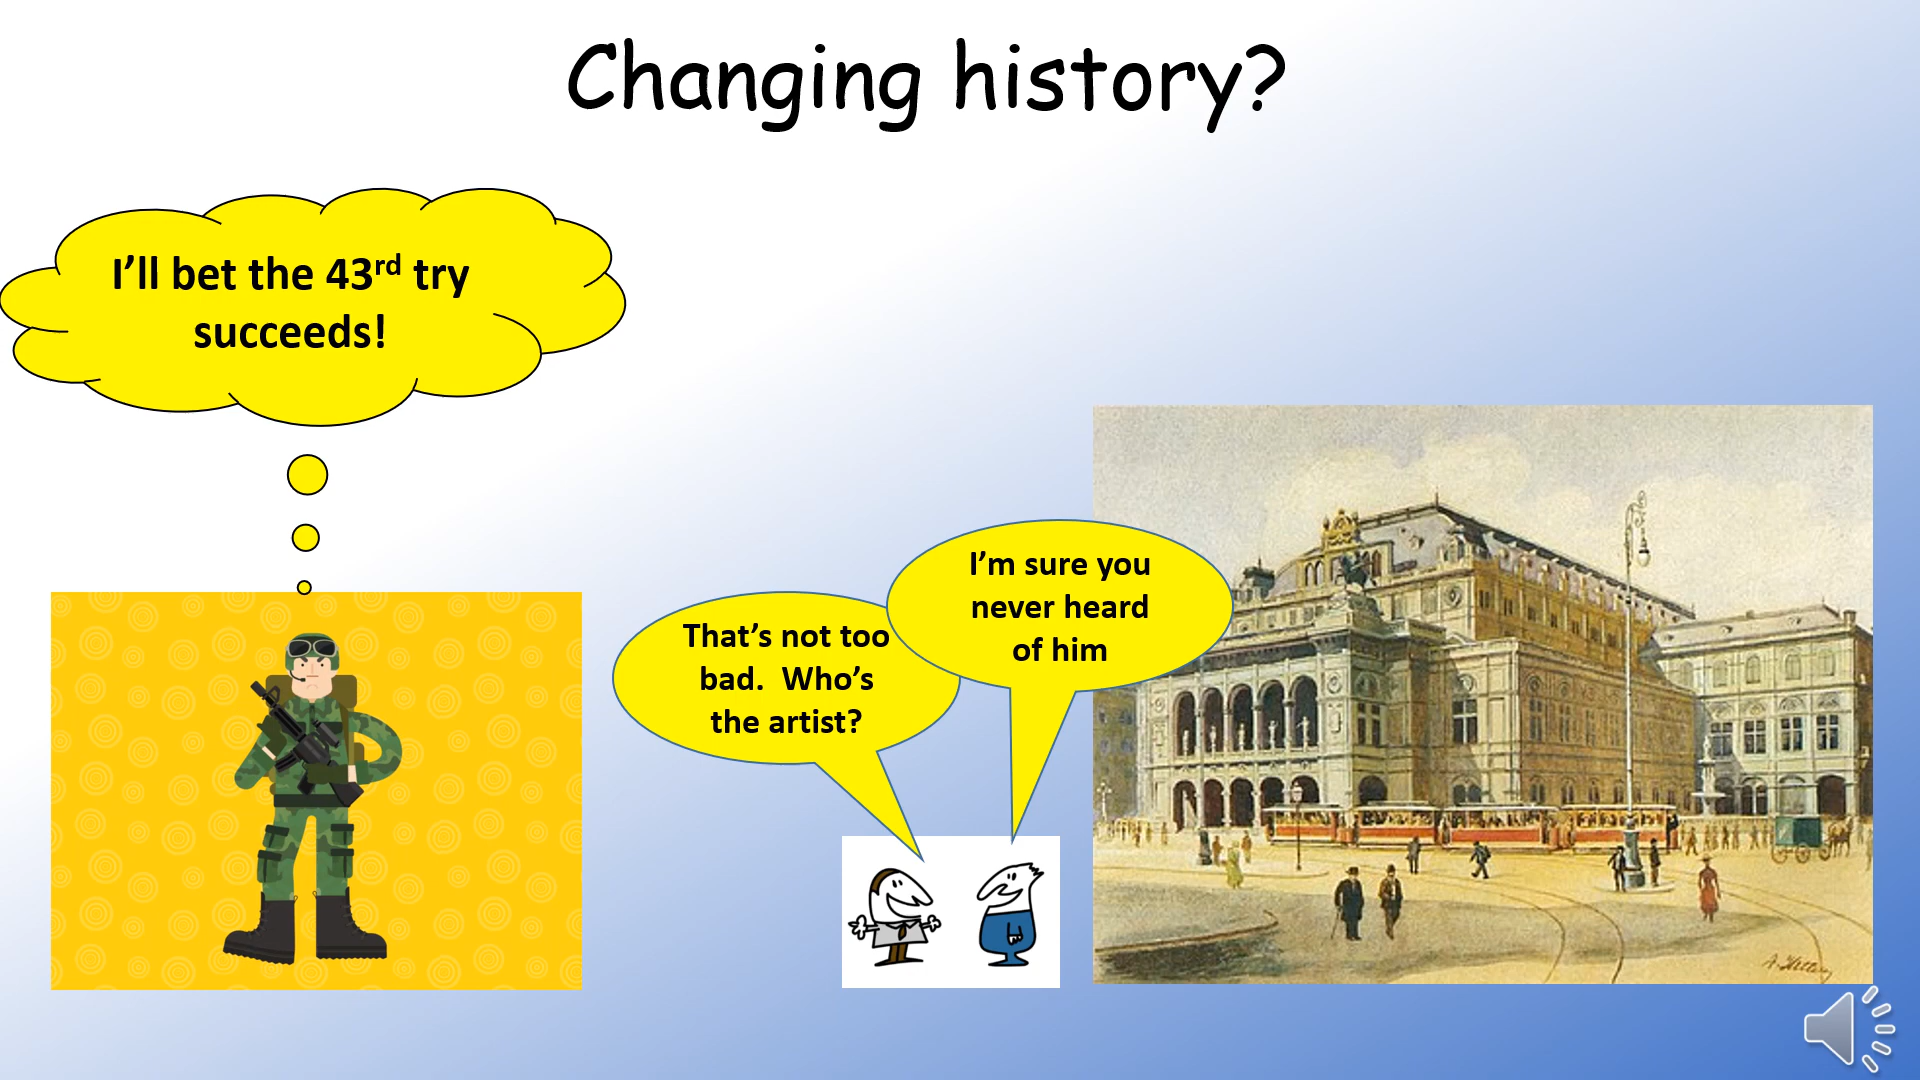 Changing history?
I’ll bet the 43rd try
succeeds!
That’s not too
bad.  Who’s
the artist?
I’m sure you
never heard
of him